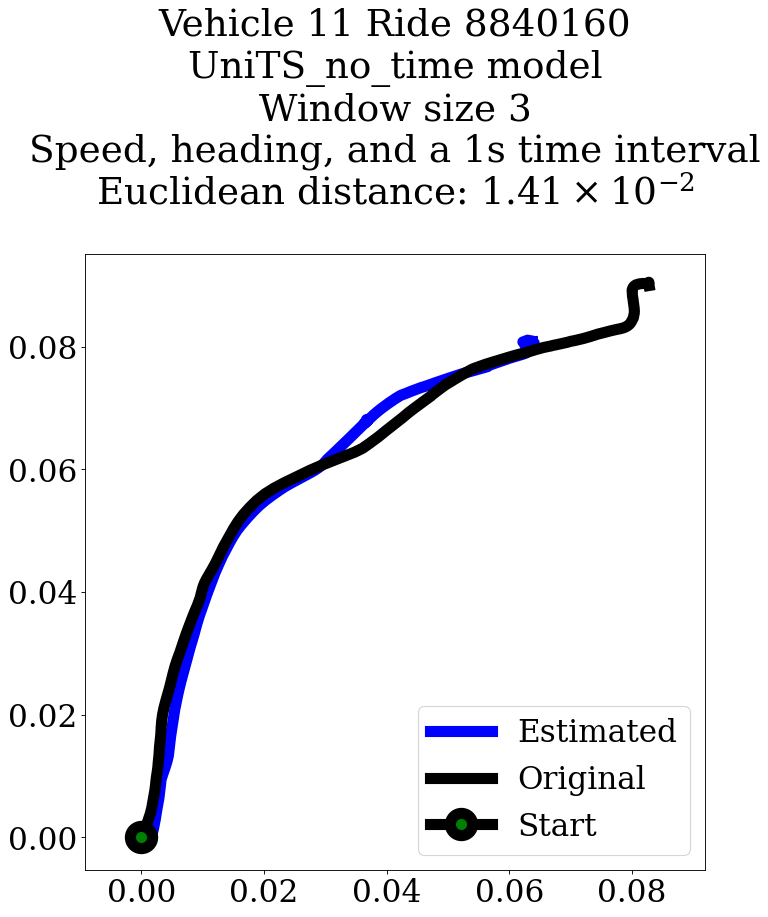 Vehicle 11 Ride 8840160
UniTS_no_time model
Window size 3
Speed, heading, and a 1s time interval
Euclidean distance: 1.41 × 10⁻²
0.08
0.06
0.04
0.02
0.00
Estimated
Original
Start
0.00 0.02 0.04 0.06 0.08